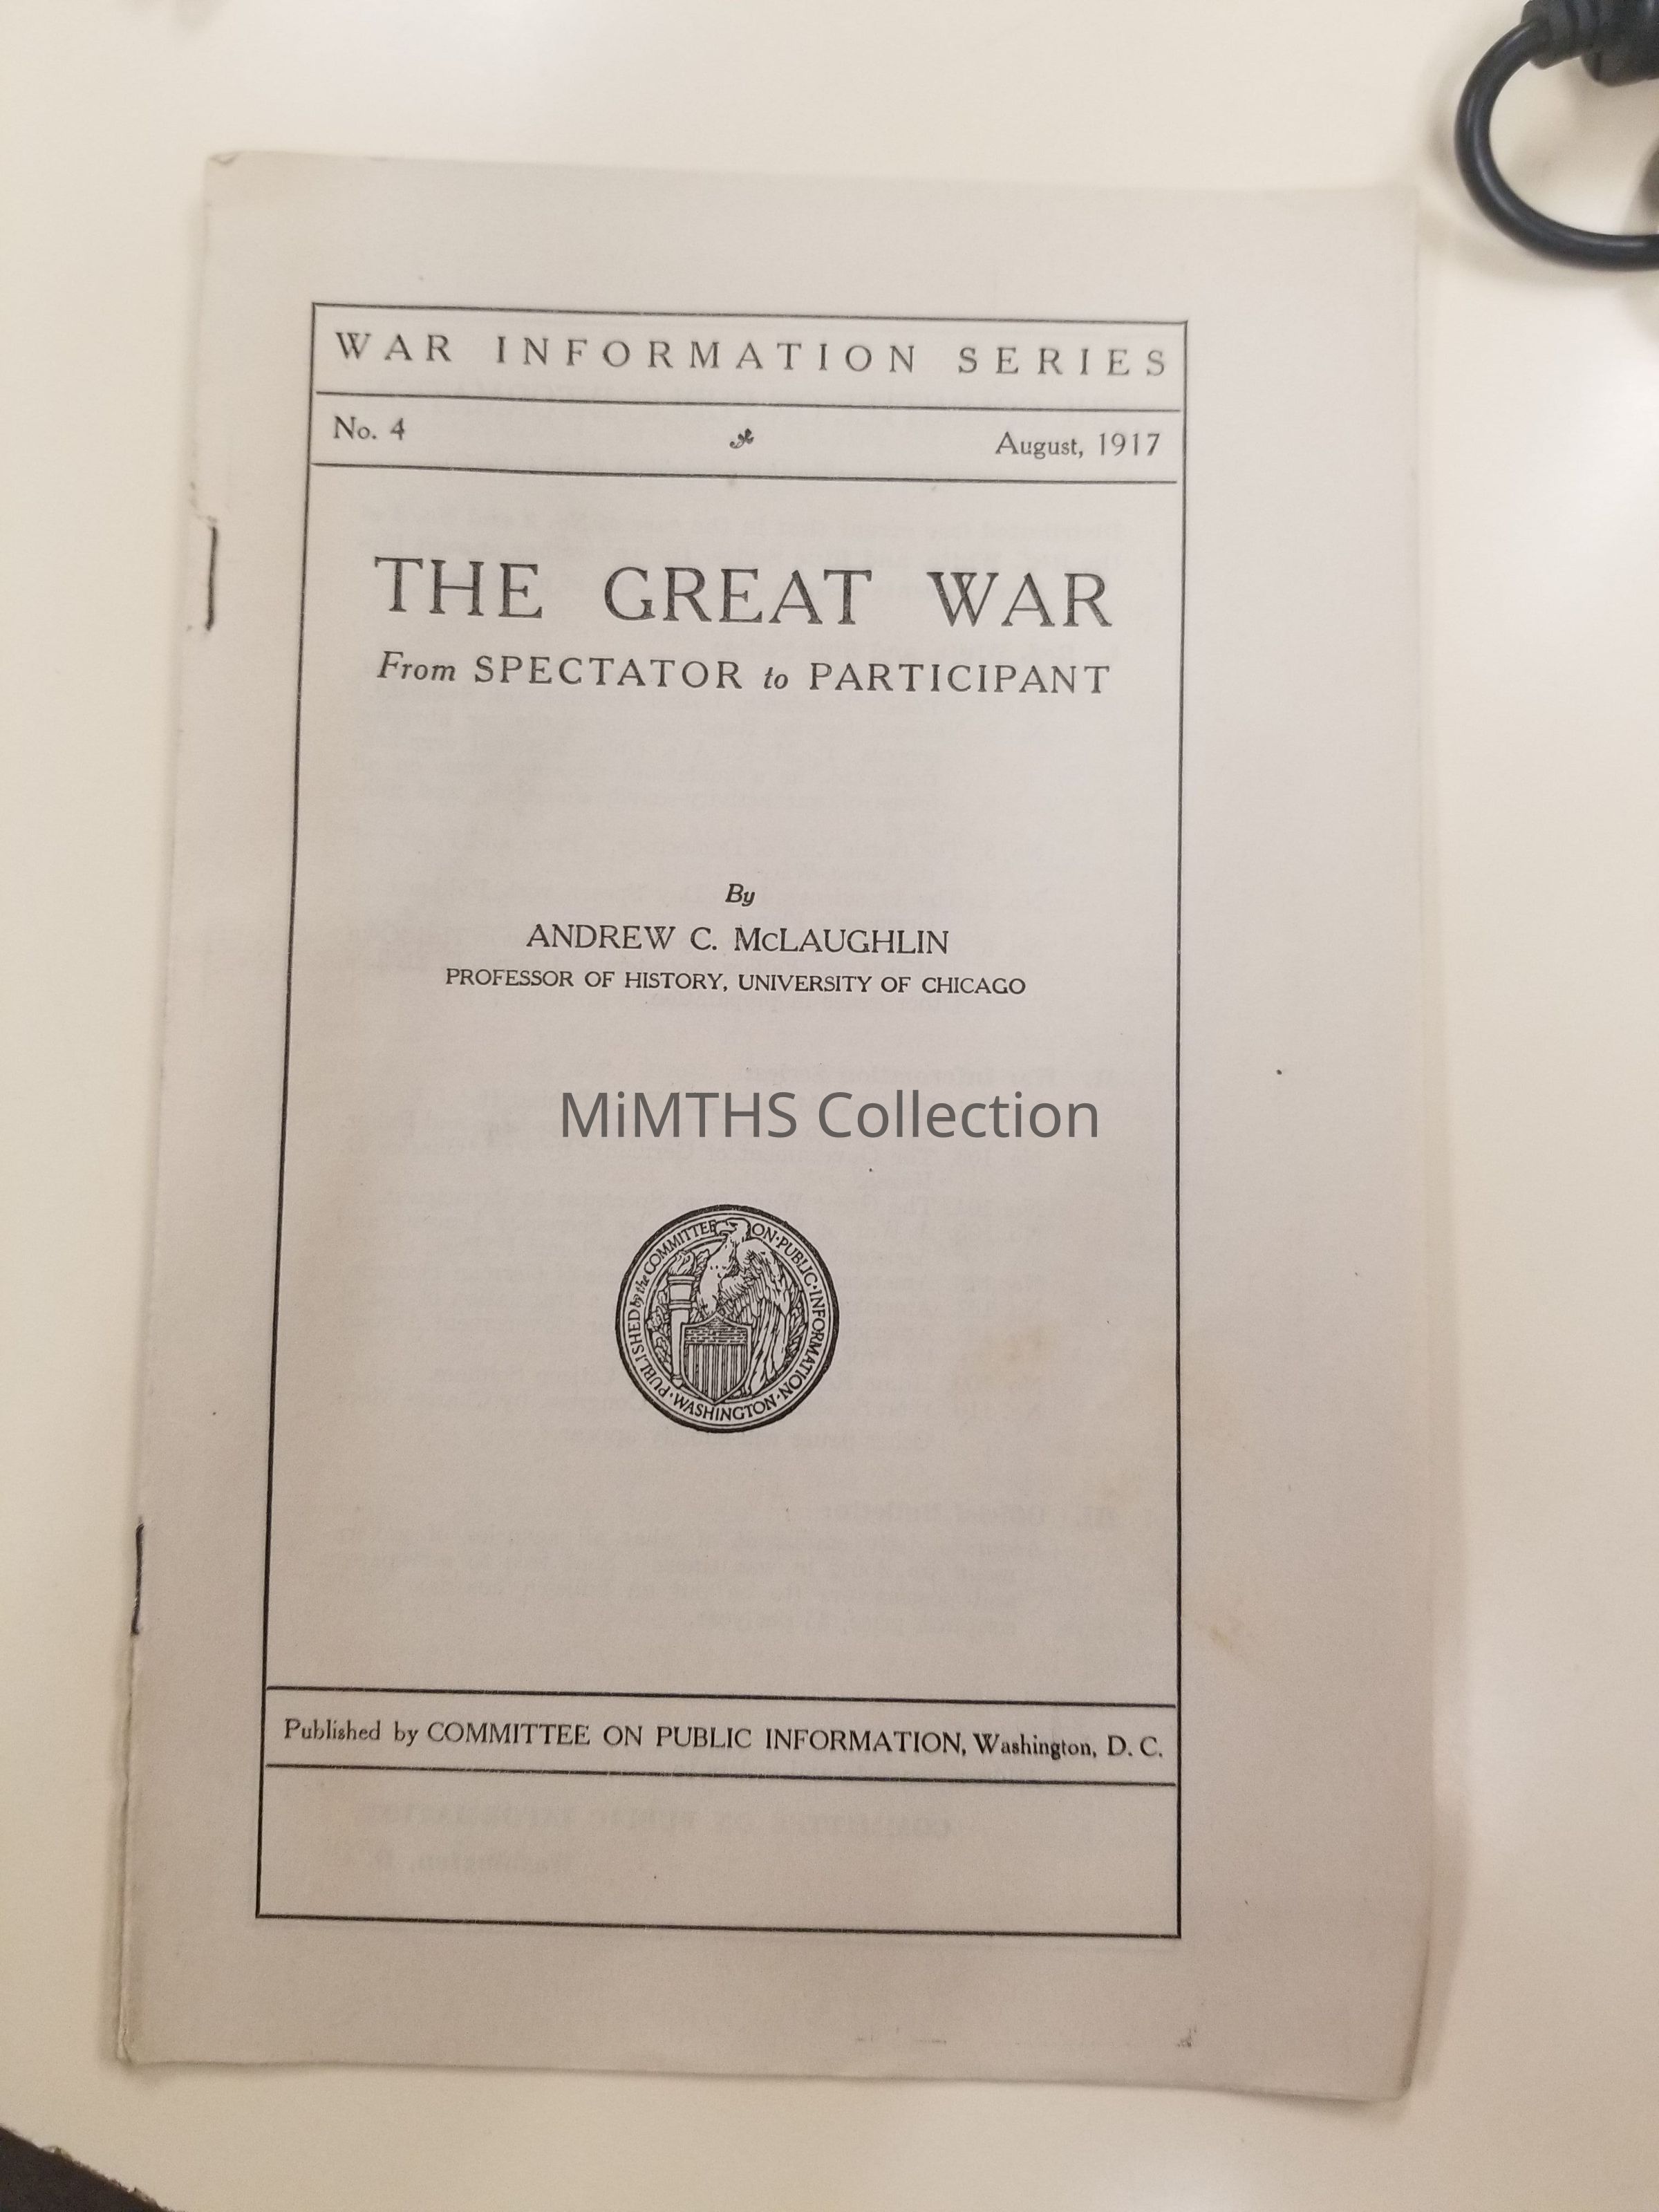 WAR INFORMATION SERIES
No. 4 August, 1917
THE GREAT WAR
From SPECTATOR to PARTICIPANT
By
ANDREW C. McLAUGHLIN
PROFESSOR OF HISTORY, UNIVERSITY OF CHICAGO
MiMTHS Collection
PUBLISHED by the COMMITTEE ON·PUBLIC·INFORMATION·WASHINGTON·
Published by COMMITTEE ON PUBLIC INFORMATION, Washington, D. C.